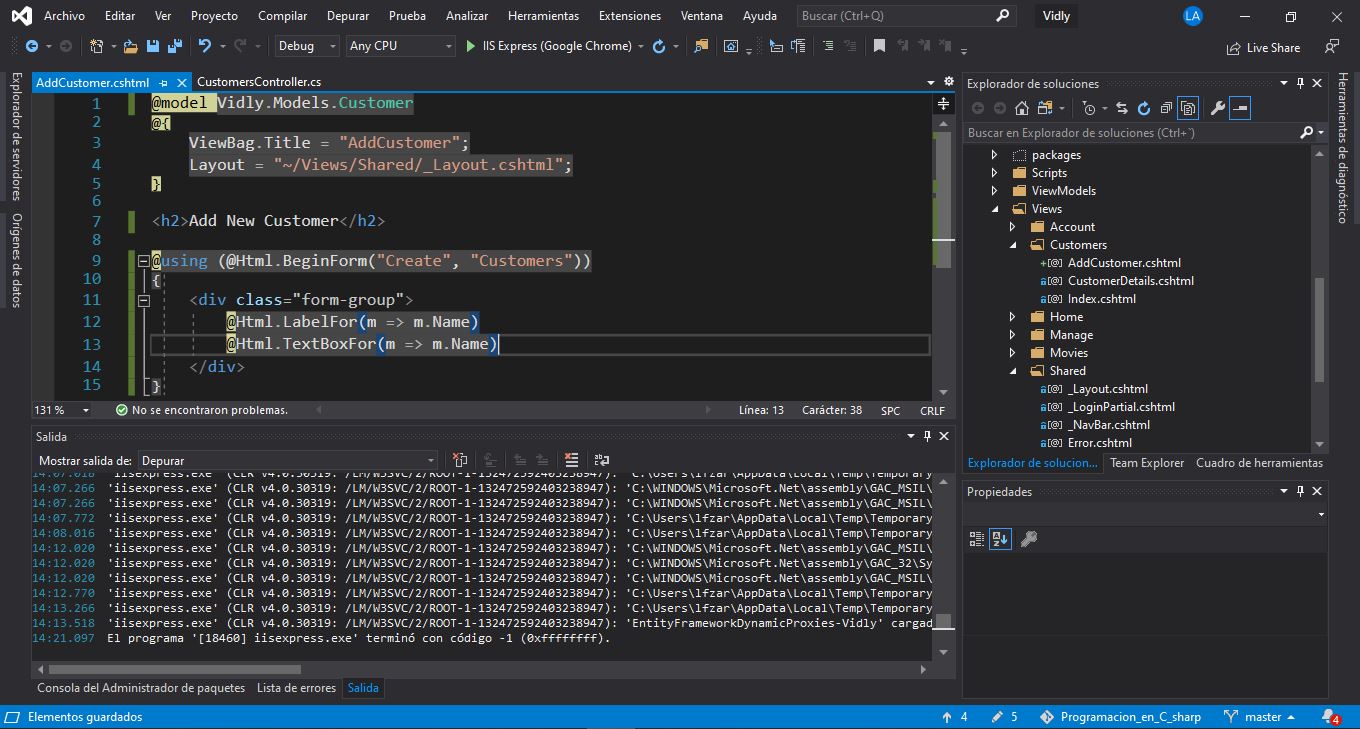 Archivo Editar Ver Proyecto Compilar Depurar Prueba Analizar Herramientas Extensiones Ventana Ayuda Buscar (Ctrl+Q) Vidly LA
Debug Any CPU IIS Express (Google Chrome) Live Share
Explorador de servidores
Orígenes de datos
AddCustomer.cshtml CustomersController.cs
1 @model Vidly.Models.Customer
2 @{
3 ViewBag.Title = "AddCustomer";
4 Layout = "~/Views/Shared/_Layout.cshtml";
5 }
6
7 <h2>Add New Customer</h2>
8
9 @using (@Html.BeginForm("Create", "Customers"))
10 {
11 <div class="form-group">
12 @Html.LabelFor(m => m.Name)
13 @Html.TextBoxFor(m => m.Name)
14 </div>
15 }
131 % No se encontraron problemas. Línea: 13 Carácter: 38 SPC CRLF
Salida
Mostrar salida de: Depurar
14:07.018 'iisexpress.exe' (CLR v4.0.30319: /LM/W3SVC/2/ROOT-1-132472592403238947): 'C:\Users\lfzar\AppData\Local\Temp\Temporary
14:07.266 'iisexpress.exe' (CLR v4.0.30319: /LM/W3SVC/2/ROOT-1-132472592403238947): 'C:\WINDOWS\Microsoft.Net\assembly\GAC_MSIL\
14:07.266 'iisexpress.exe' (CLR v4.0.30319: /LM/W3SVC/2/ROOT-1-132472592403238947): 'C:\WINDOWS\Microsoft.Net\assembly\GAC_MSIL\
14:07.772 'iisexpress.exe' (CLR v4.0.30319: /LM/W3SVC/2/ROOT-1-132472592403238947): 'C:\Users\lfzar\AppData\Local\Temp\Temporary
14:08.016 'iisexpress.exe' (CLR v4.0.30319: /LM/W3SVC/2/ROOT-1-132472592403238947): 'C:\Users\lfzar\AppData\Local\Temp\Temporary
14:12.020 'iisexpress.exe' (CLR v4.0.30319: /LM/W3SVC/2/ROOT-1-132472592403238947): 'C:\WINDOWS\Microsoft.Net\assembly\GAC_MSIL\
14:12.020 'iisexpress.exe' (CLR v4.0.30319: /LM/W3SVC/2/ROOT-1-132472592403238947): 'C:\WINDOWS\Microsoft.Net\assembly\GAC_32\Sy
14:12.020 'iisexpress.exe' (CLR v4.0.30319: /LM/W3SVC/2/ROOT-1-132472592403238947): 'C:\WINDOWS\Microsoft.Net\assembly\GAC_MSIL\
14:12.770 'iisexpress.exe' (CLR v4.0.30319: /LM/W3SVC/2/ROOT-1-132472592403238947): 'C:\Users\lfzar\AppData\Local\Temp\Temporary
14:13.266 'iisexpress.exe' (CLR v4.0.30319: /LM/W3SVC/2/ROOT-1-132472592403238947): 'C:\Users\lfzar\AppData\Local\Temp\Temporary
14:13.518 'iisexpress.exe' (CLR v4.0.30319: /LM/W3SVC/2/ROOT-1-132472592403238947): 'EntityFrameworkDynamicProxies-Vidly' cargad
14:21.097 El programa '[18460] iisexpress.exe' terminó con código -1 (0xffffffff).
Consola del Administrador de paquetes Lista de errores Salida
Explorador de soluciones
Buscar en Explorador de soluciones (Ctrl+`)
packages
Scripts
ViewModels
Views
Account
Customers
AddCustomer.cshtml
CustomerDetails.cshtml
Index.cshtml
Home
Manage
Movies
Shared
_Layout.cshtml
_LoginPartial.cshtml
_NavBar.cshtml
Error.cshtml
Explorador de solucion... Team Explorer Cuadro de herramientas
Propiedades
Herramientas de diagnóstico
Elementos guardados 4 5 Programacion_en_C_sharp master 4